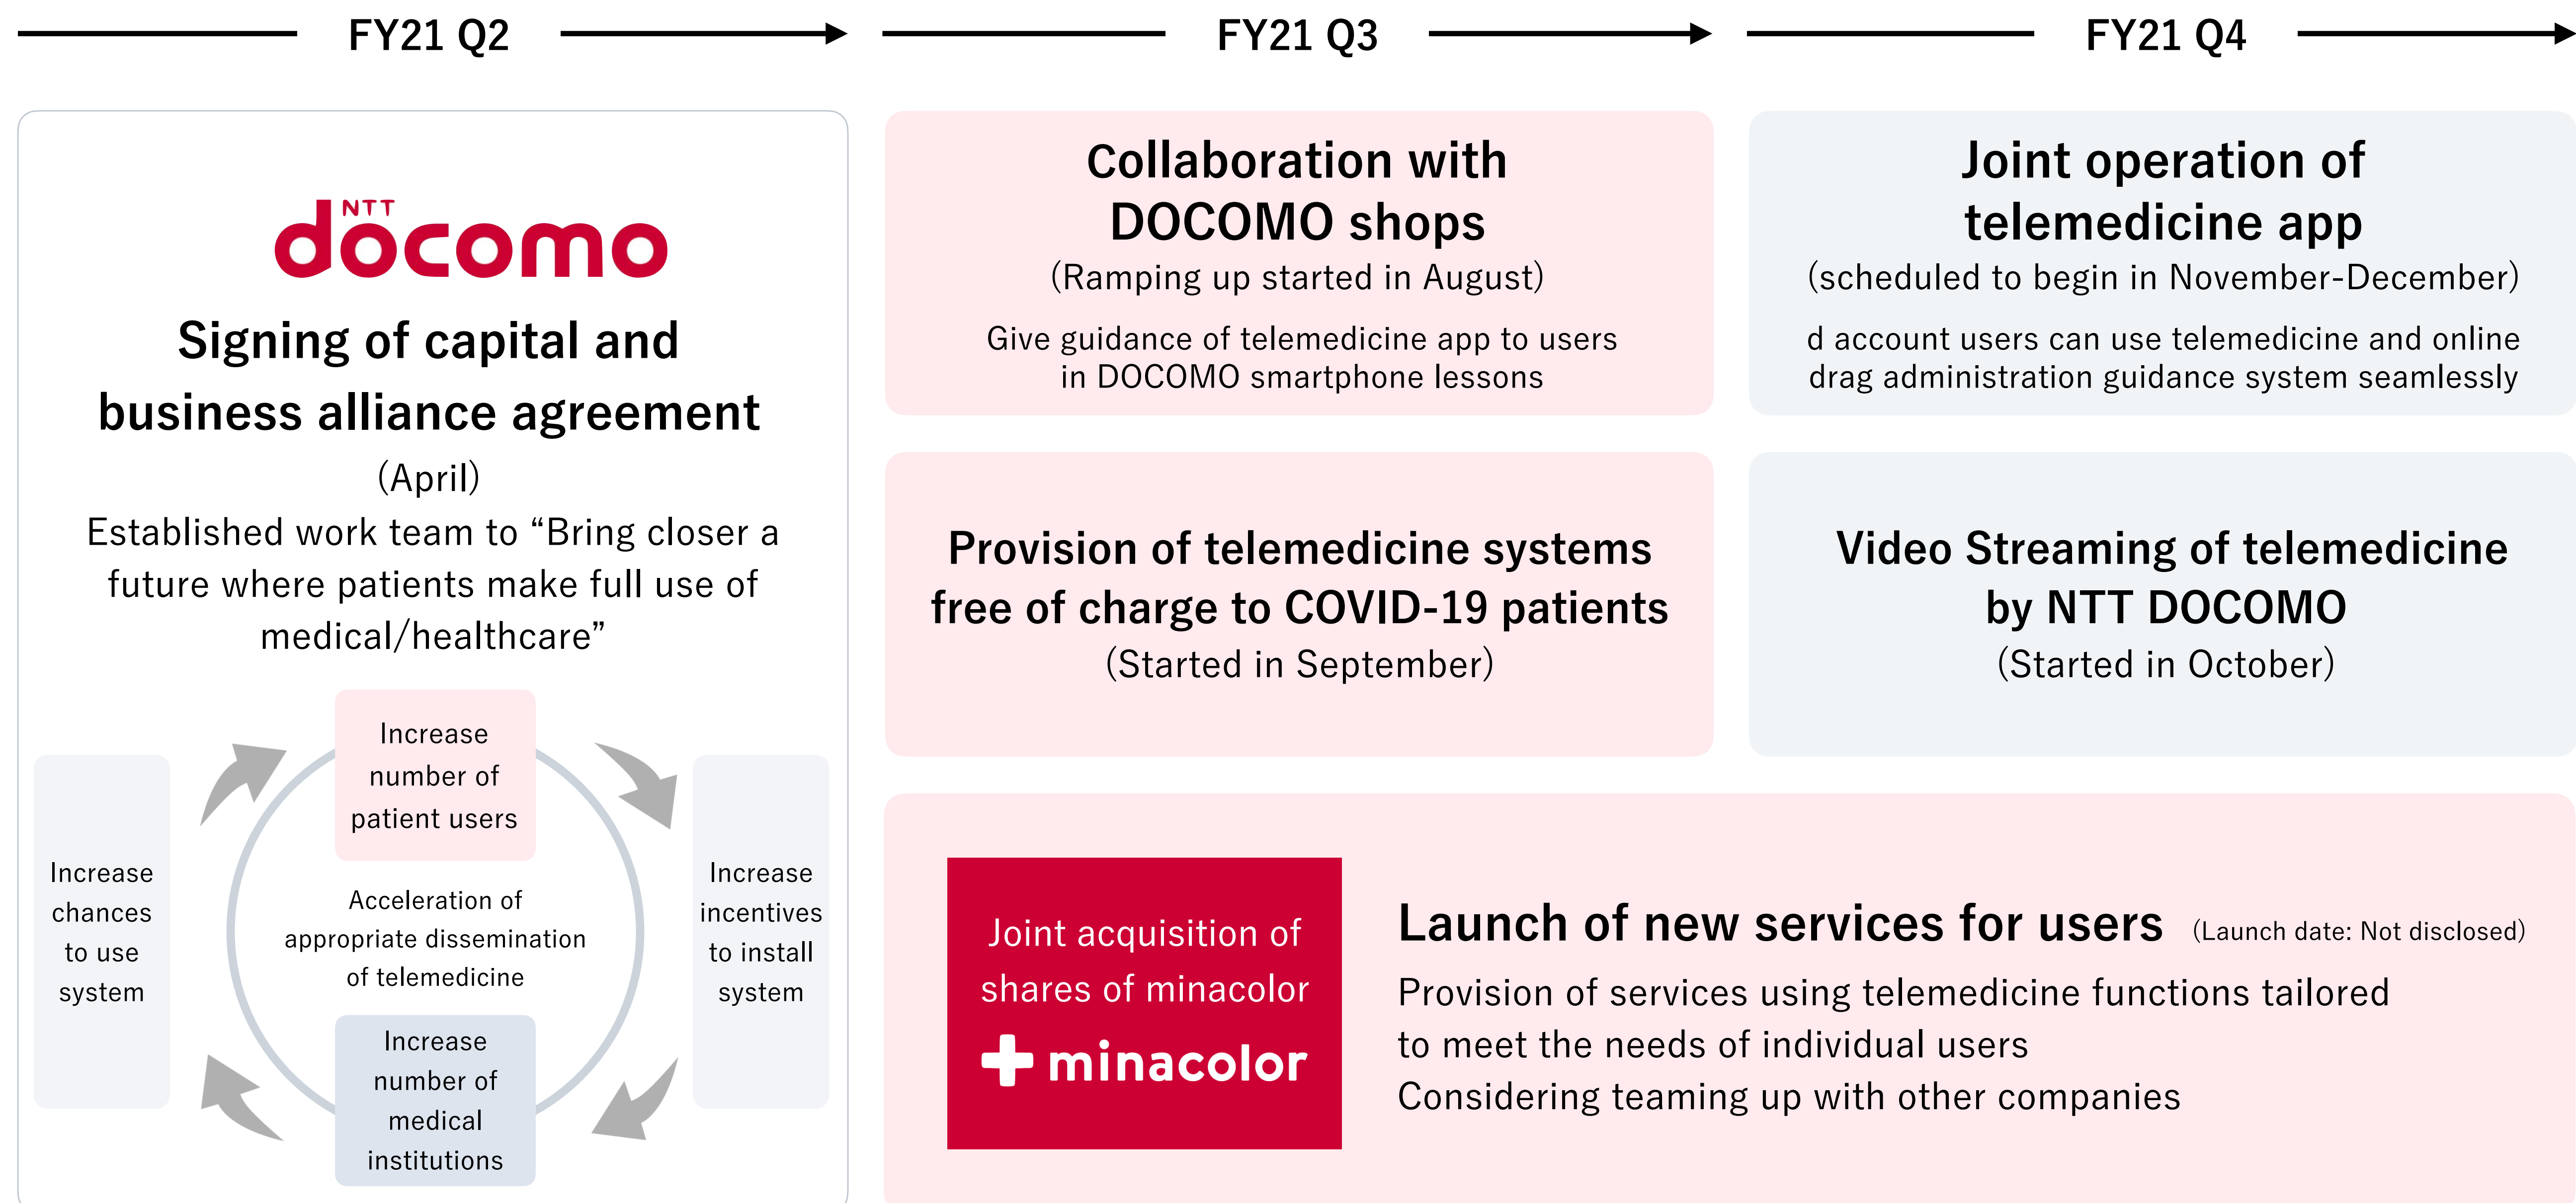 FY21 Q2
FY21 Q3
FY21 Q4
NTT
docomo
Signing of capital and
business alliance agreement
(April)
Established work team to “Bring closer a
future where patients make full use of
medical/healthcare”
Increase
number of
patient users
Increase
chances
to use
system
Acceleration of
appropriate dissemination
of telemedicine
Increase
incentives
to install
system
Increase
number of
medical
institutions
Collaboration with
DOCOMO shops
(Ramping up started in August)
Give guidance of telemedicine app to users
in DOCOMO smartphone lessons
Joint operation of
telemedicine app
(scheduled to begin in November-December)
d account users can use telemedicine and online
drag administration guidance system seamlessly
Provision of telemedicine systems
free of charge to COVID-19 patients
(Started in September)
Video Streaming of telemedicine
by NTT DOCOMO
(Started in October)
Joint acquisition of
shares of minacolor
minacolor
Launch of new services for users (Launch date: Not disclosed)
Provision of services using telemedicine functions tailored
to meet the needs of individual users
Considering teaming up with other companies